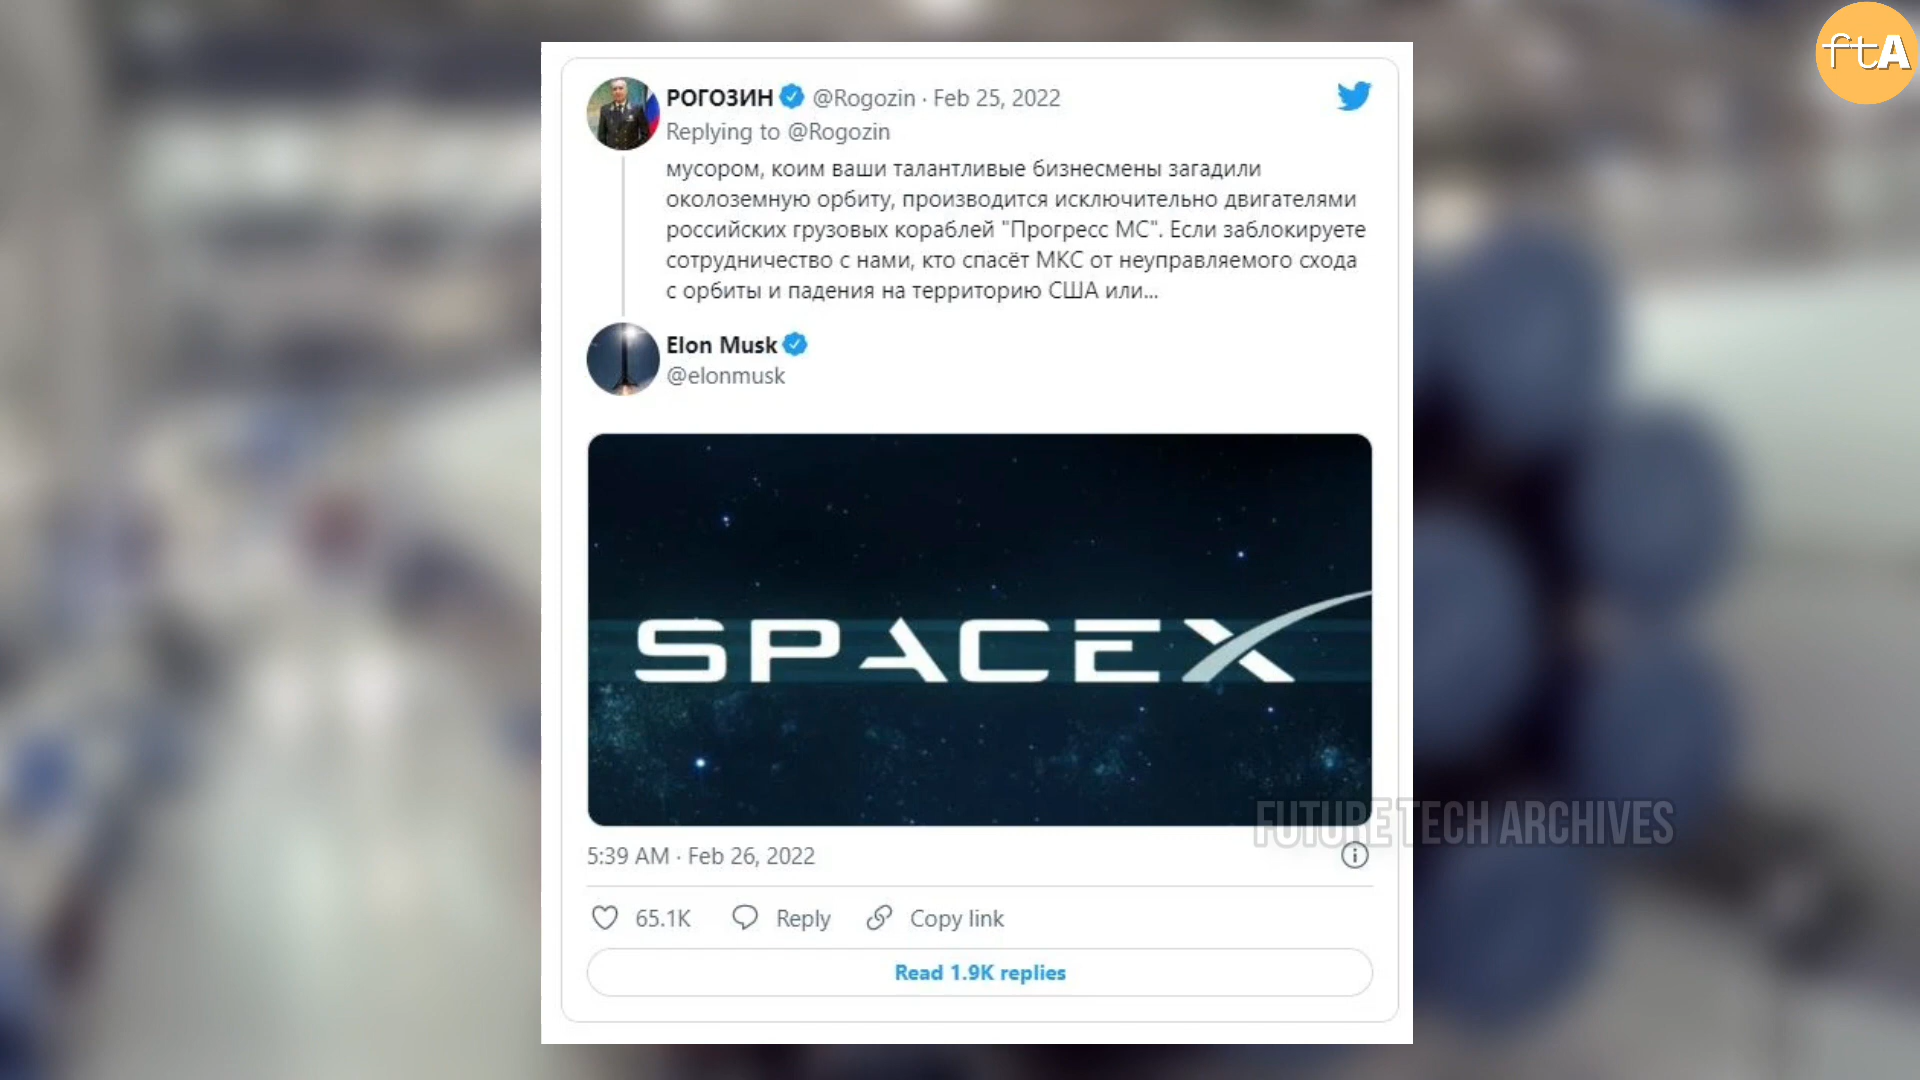 ftA
РОГОЗИН @Rogozin · Feb 25, 2022
Replying to @Rogozin
мусором, коим ваши талантливые бизнесмены загадили
околоземную орбиту, производится исключительно двигателями
российских грузовых кораблей "Прогресс МС". Если заблокируете
сотрудничество с нами, кто спасёт МКС от неуправляемого схода
с орбиты и падения на территорию США или...
Elon Musk
@elonmusk
SPACEX
FUTURE TECH ARCHIVES
5:39 AM · Feb 26, 2022
65.1K Reply Copy link
Read 1.9K replies